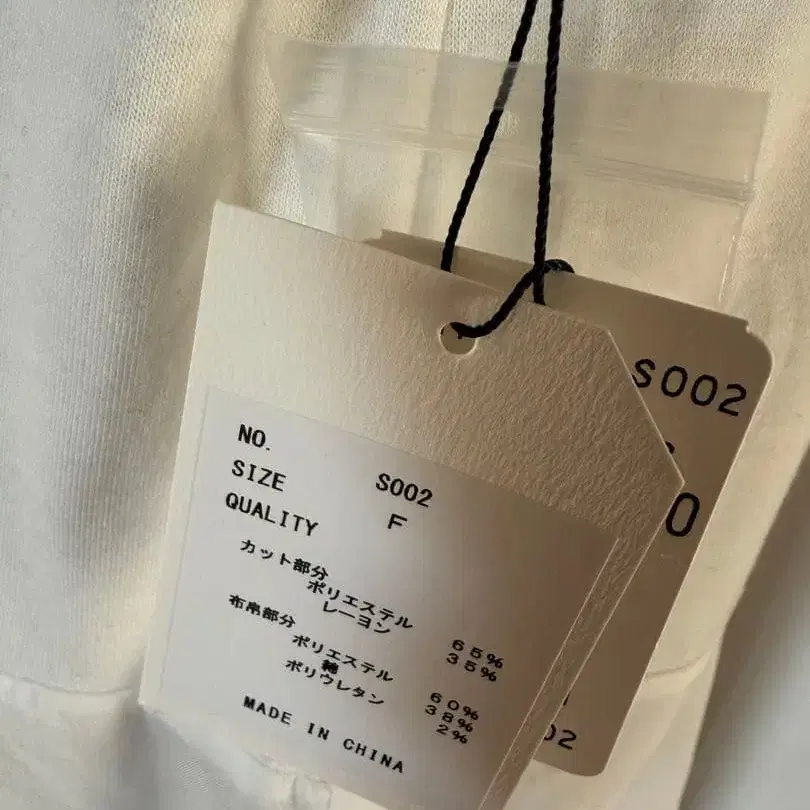 NO. S002
SIZE F
QUALITY
カット部分
ポリエステル 65%
レーヨン 35%
布帛部分
ポリエステル 60%
綿 38%
ポリウレタン 2%
MADE IN CHINA
S002